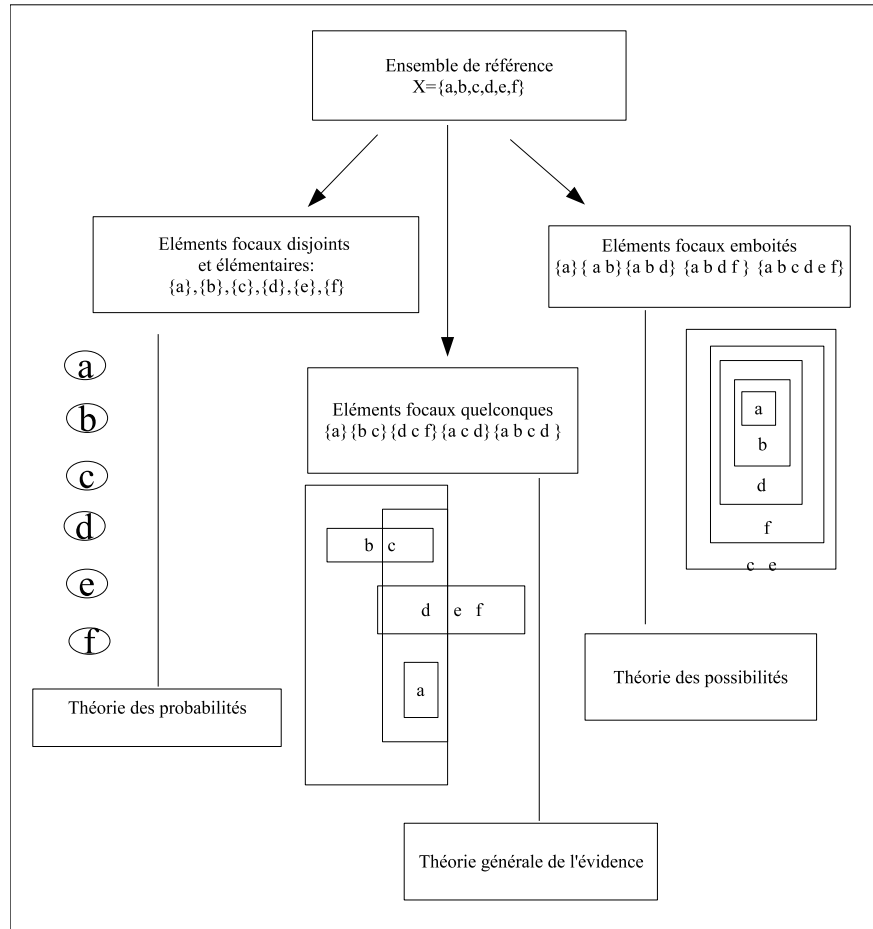 Ensemble de référence
X={a,b,c,d,e,f}
Eléments focaux disjoints
et élémentaires:
{a},{b},{c},{d},{e},{f}
Eléments focaux emboités
{a}{ a b}{a b d} {a b d f } {a b c d e f}
a
b
c
d
e
f
Théorie des probabilités
Eléments focaux quelconques
{a}{b c}{d c f}{a c d}{a b c d }
b c
d e f
a
Théorie générale de l'évidence
a
b
d
f
c e
Théorie des possibilités